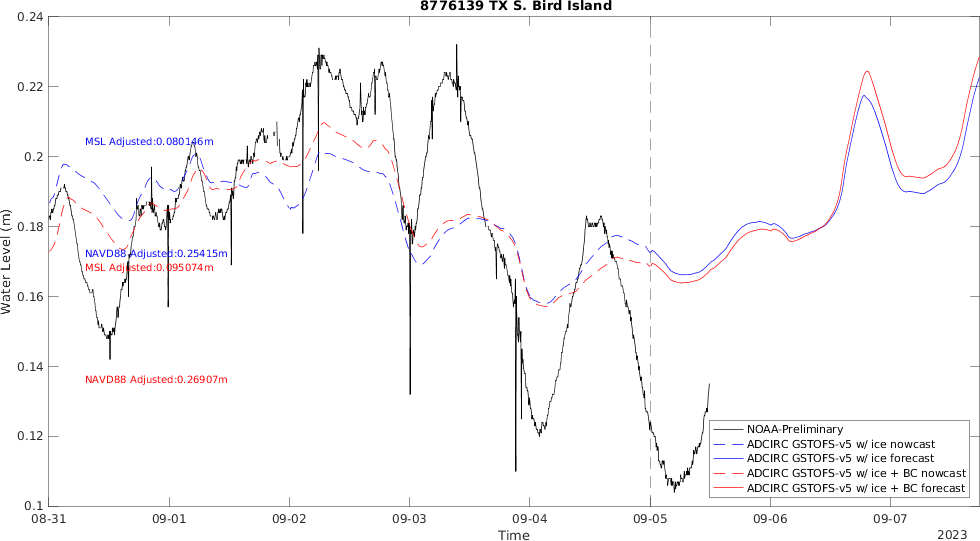 8776139 TX S. Bird Island
0.24
0.22
0.2
0.18
0.16
0.14
0.12
0.1
Water Level (m)
MSL Adjusted:0.080146m
NAVD88 Adjusted:0.25415m
MSL Adjusted:0.095074m
NAVD88 Adjusted:0.26907m
NOAA-Preliminary
ADCIRC GSTOFS-v5 w/ ice nowcast
ADCIRC GSTOFS-v5 w/ ice forecast
ADCIRC GSTOFS-v5 w/ ice + BC nowcast
ADCIRC GSTOFS-v5 w/ ice + BC forecast
08-31 09-01 09-02 09-03 09-04 09-05 09-06 09-07
Time
2023